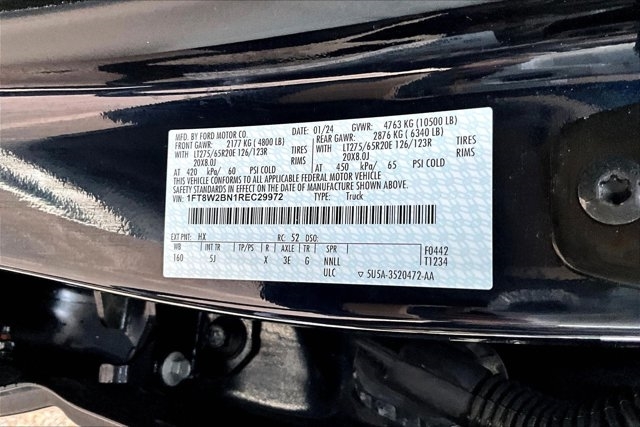 MFD. BY FORD MOTOR CO. DATE: 01/24 GVWR: 4763 KG (10500 LB)
FRONT GAWR: 2177 KG ( 4800 LB) REAR GAWR: 2876 KG ( 6340 LB)
WITH LT275/65R20E 126/123R TIRES WITH LT275/65R20E 126/123R TIRES
20X8.0J RIMS 20X8.0J RIMS
AT 420 kPa/ 60 PSI COLD AT 450 kPa/ 65 PSI COLD
THIS VEHICLE CONFORMS TO ALL APPLICABLE FEDERAL MOTOR VEHICLE
SAFETY STANDARDS IN EFFECT ON THE DATE OF MANUFACTURE SHOWN ABOVE.
VIN: 1FT8W2BN1REC29972 TYPE: Truck
EXT PNT: HX RC: 52 DSO:
WB INT TR TP/PS R AXLE TR SPR F0442
160 5J X 3E G NNLL T1234
ULC ▽ 5U5A-3520472-AA